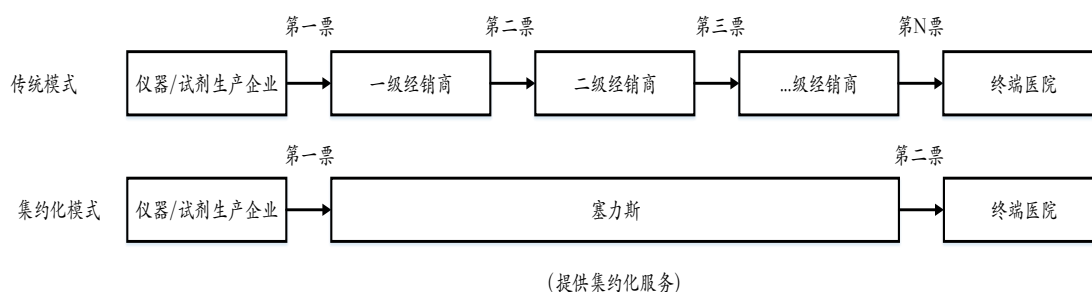 第一票 第二票 第三票 第N票
传统模式 仪器/试剂生产企业 一级经销商 二级经销商 ...级经销商 终端医院
第一票 第二票
集约化模式 仪器/试剂生产企业 塞力斯 终端医院
(提供集约化服务)